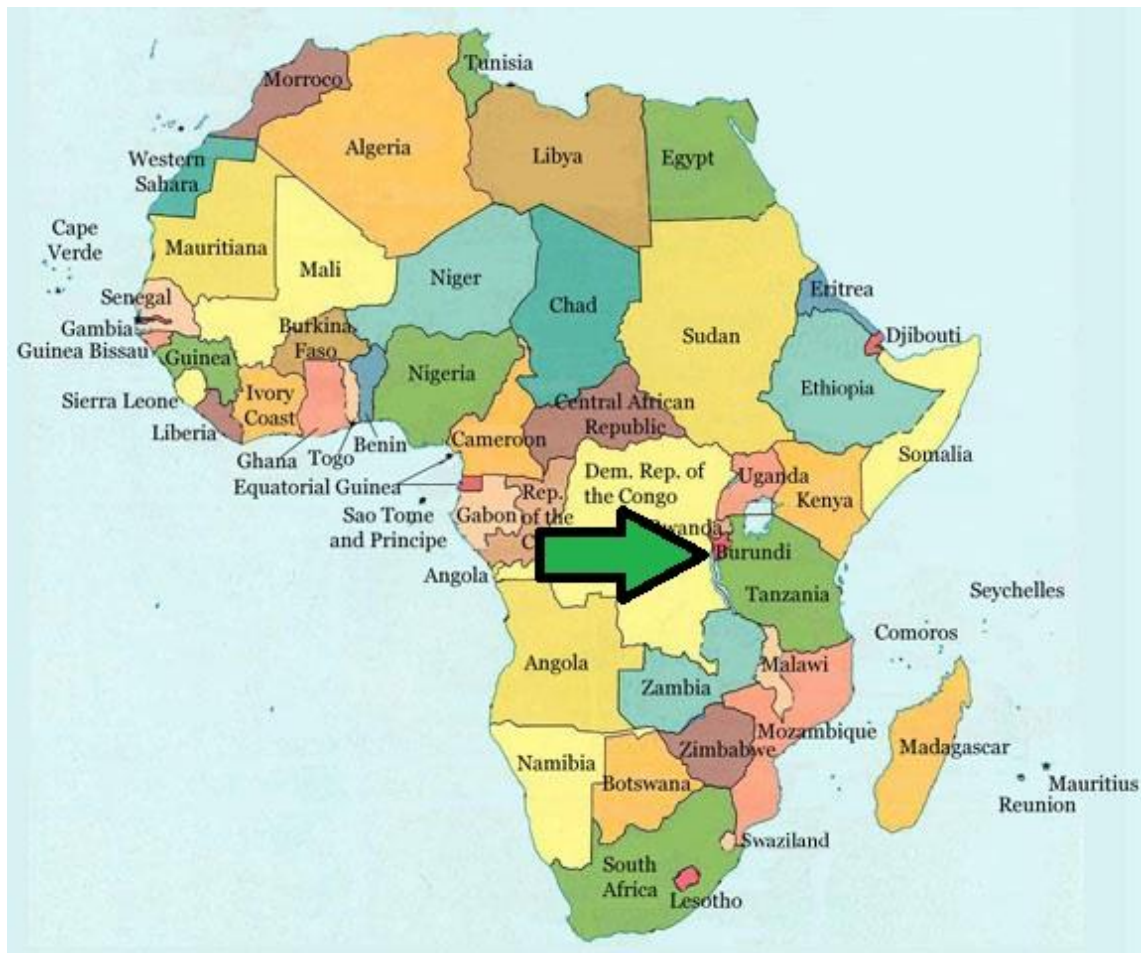 Tunisia
Morroco
Algeria
Libya
Egypt
Western
Sahara
Cape
Verde
Mauritiana
Mali
Niger
Chad
Sudan
Eritrea
Djibouti
Senegal
Gambia
Guinea Bissau
Guinea
Burkina
Faso
Nigeria
Ethiopia
Sierra Leone
Ivory
Coast
Liberia
Ghana
Togo
Benin
Cameroon
Central African
Republic
Somalia
Equatorial Guinea
Dem. Rep. of
the Congo
Uganda
Kenya
Sao Tome
and Principe
Gabon
Rep.
of the
Burundi
Angola
Tanzania
Seychelles
Comoros
Angola
Zambia
Malawi
Mozambique
Zimbabwe
Madagascar
Namibia
Botswana
Mauritius
Reunion
Swaziland
South
Africa
Lesotho